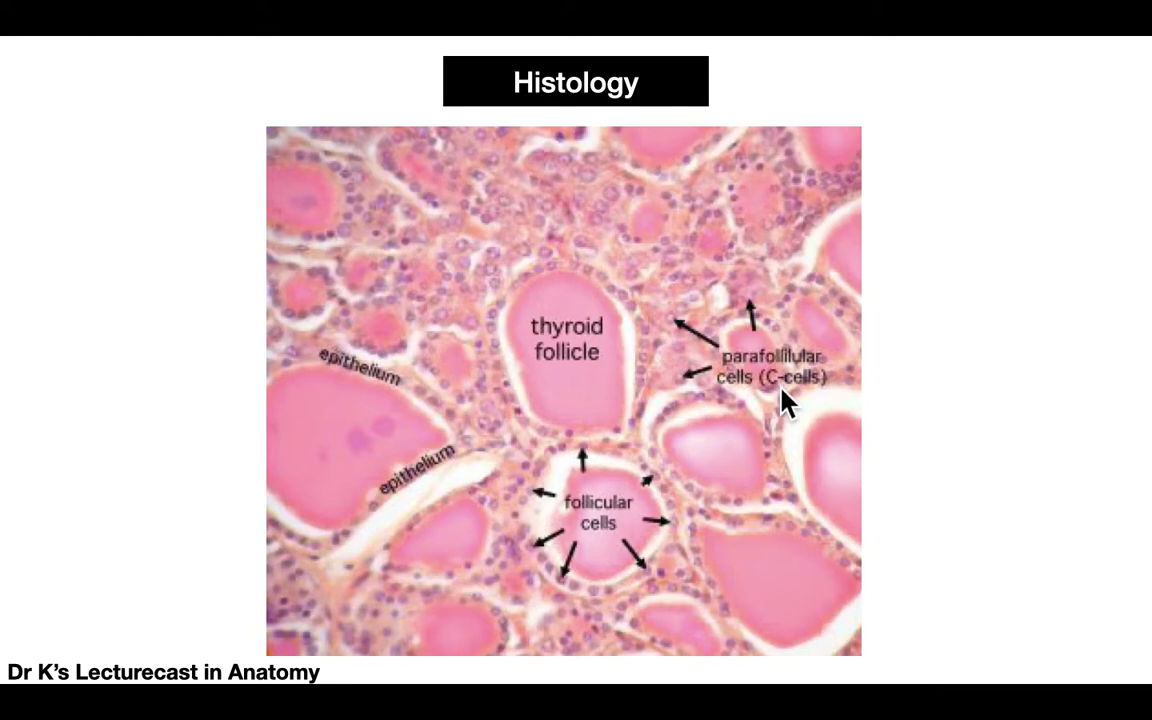 Histology
epithelium
thyroid
follicle
parafollilular
cells (C-cells)
epithelium
follicular
cells
Dr K's Lecturecast in Anatomy